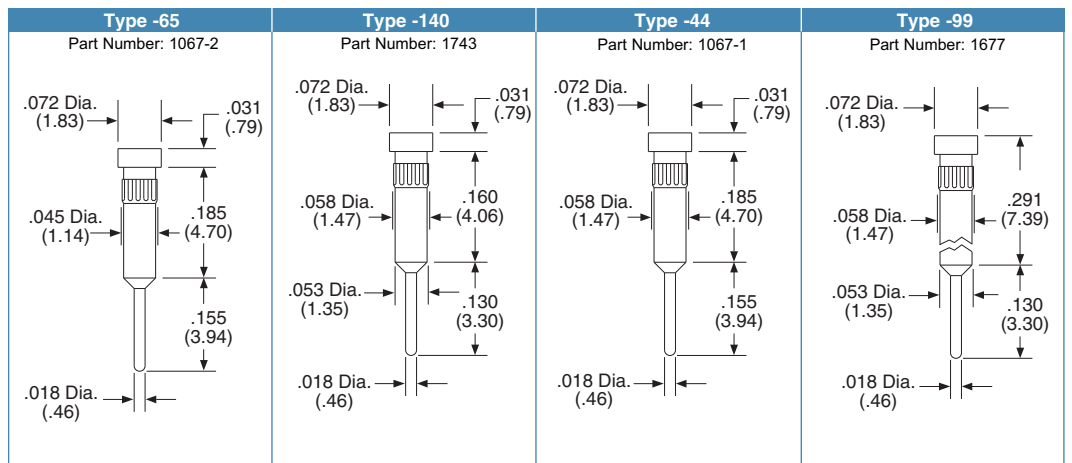 Type -65
Part Number: 1067-2
.072 Dia.
(1.83)
.031
(.79)
.045 Dia.
(1.14)
.185
(4.70)
.155
(3.94)
.018 Dia.
(.46)
Type -140
Part Number: 1743
.072 Dia.
(1.83)
.031
(.79)
.058 Dia.
(1.47)
.160
(4.06)
.053 Dia.
(1.35)
.130
(3.30)
.018 Dia.
(.46)
Type -44
Part Number: 1067-1
.072 Dia.
(1.83)
.031
(.79)
.058 Dia.
(1.47)
.185
(4.70)
.155
(3.94)
.018 Dia.
(.46)
Type -99
Part Number: 1677
.072 Dia.
(1.83)
.291
(7.39)
.058 Dia.
(1.47)
.053 Dia.
(1.35)
.130
(3.30)
.018 Dia.
(.46)